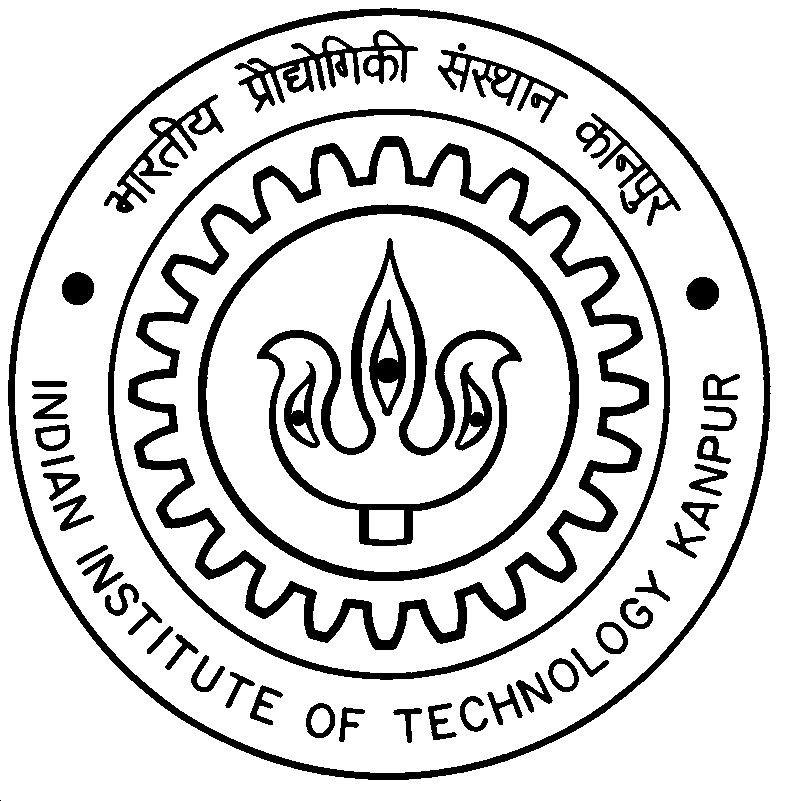 भारतीय प्रौद्योगिकी संस्थान कानपुर
INDIAN INSTITUTE OF TECHNOLOGY KANPUR